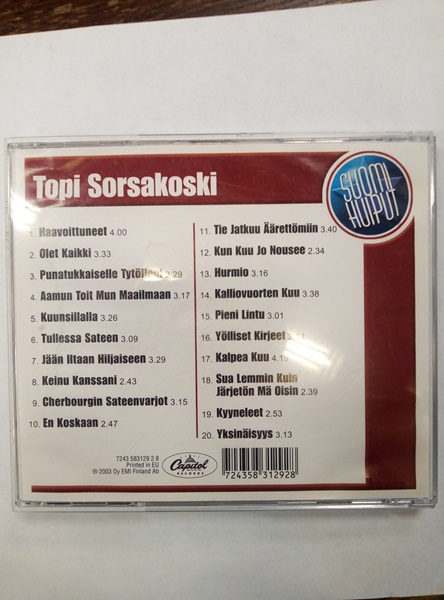 Topi Sorsakoski
SUOMI
HUIPUT
1. Haavoittuneet 4.00
2. Olet Kaikki 3.33
3. Punatukkaiselle Tytölleni 2.29
4. Aamun Toit Mun Maailmaan 3.17
5. Kuunsillalla 3.26
6. Tullessa Sateen 3.09
7. Jään Iltaan Hiljaiseen 3.29
8. Keinu Kanssani 2.43
9. Cherbourgin Sateenvarjot 3.15
10. En Koskaan 2.47
11. Tie Jatkuu Äärettömiin 3.40
12. Kun Kuu Jo Nousee 2.34
13. Hurmio 3.16
14. Kalliovuorten Kuu 3.38
15. Pieni Lintu 3.01
16. Yölliset Kirjeet
17. Kalpea Kuu
18. Sua Lemmin Kuin
Järjetön Mä Oisin 2.39
19. Kyyneleet 2.53
20. Yksinäisyys 3.13
7243 583129 2 8
Printed in EU
© 2003 Oy EMI Finland Ab
Capitol
RECORDS
724358 312928